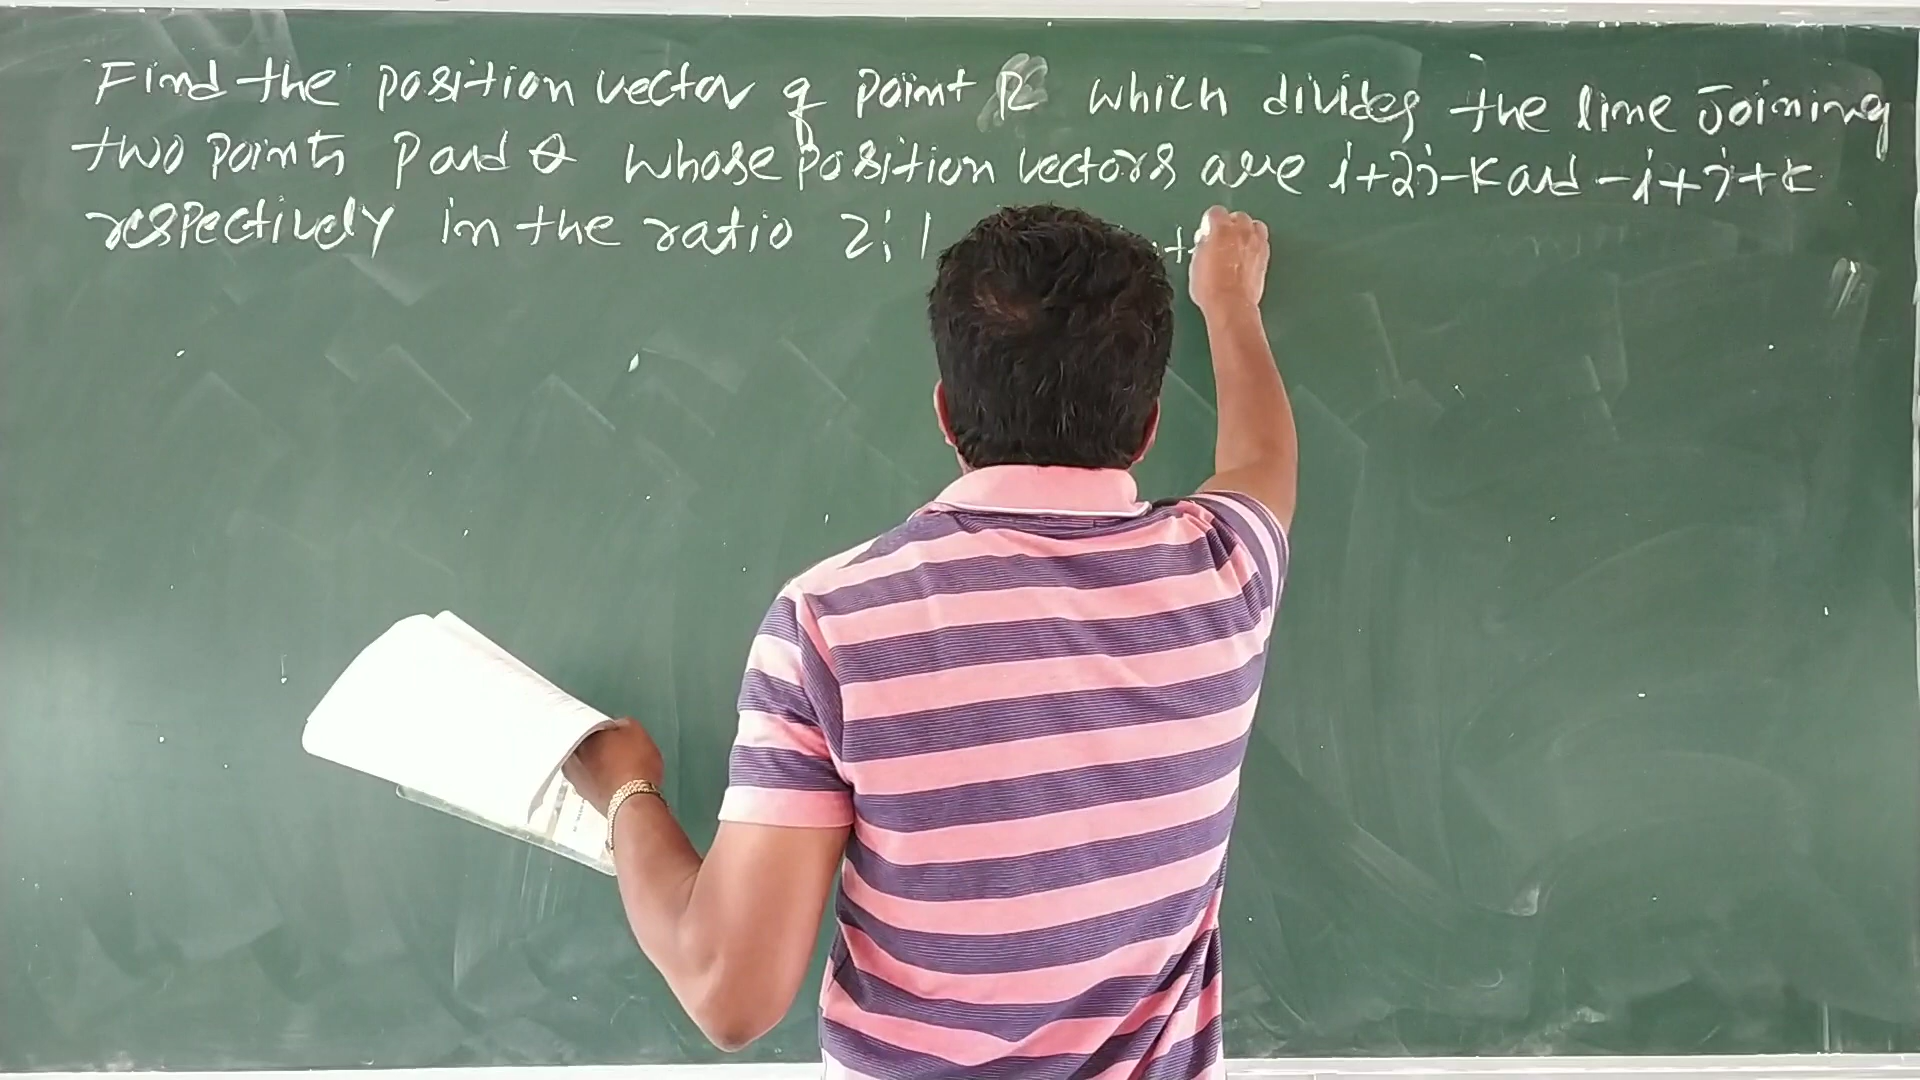 Find the position vector of point R which divides the line Joining
two points P and Q whose position vectors are i+2j-k and -i+j+k
respectively in the ratio 2:1